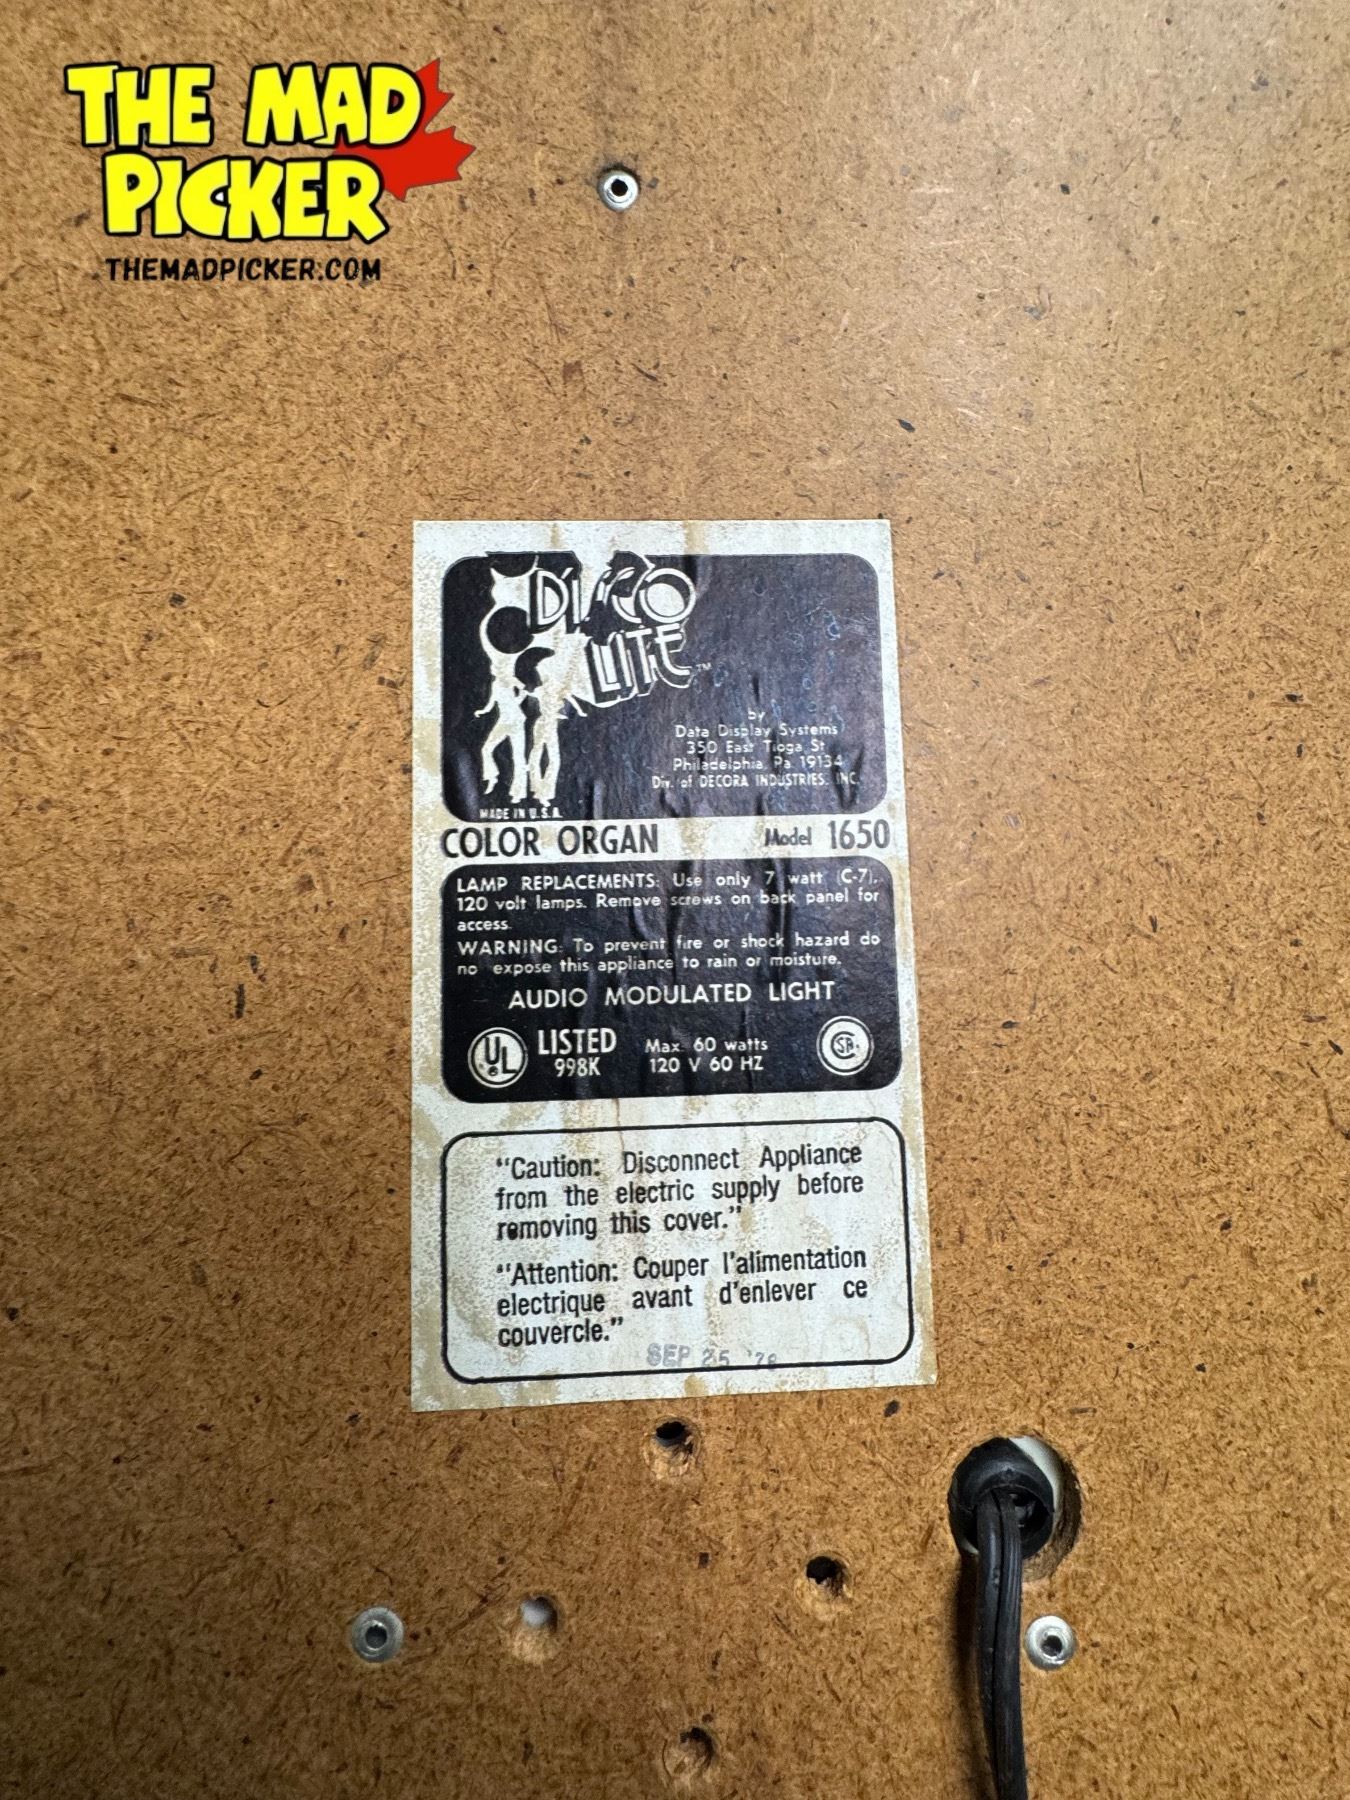 THE MAD
PICKER
THEMADPICKER.COM
DISCO
LITE™
by
Data Display Systems
350 East Tioga St
Philadelphia, Pa 19134
Div. of DECORA INDUSTRIES, INC.
MADE IN U.S.A.
COLOR ORGAN Model 1650
LAMP REPLACEMENTS: Use only 7 watt (C-7),
120 volt lamps. Remove screws on back panel for
access.
WARNING: To prevent fire or shock hazard do
no expose this appliance to rain or moisture.
AUDIO MODULATED LIGHT
UL® LISTED
998K
Max. 60 watts
120 V 60 HZ
"Caution: Disconnect Appliance
from the electric supply before
removing this cover."
"Attention: Couper l'alimentation
electrique avant d'enlever ce
couvercle."
SEP 25